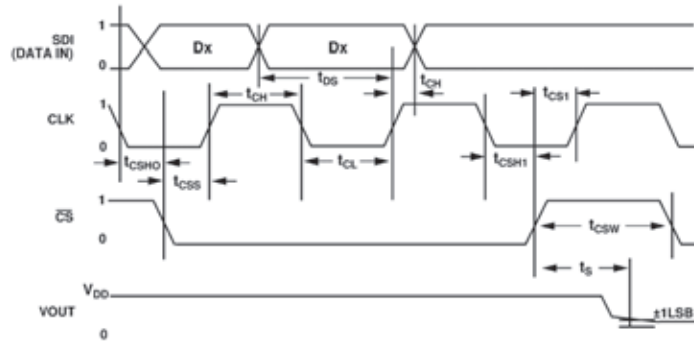 SDI
(DATA IN)
1
0
Dx
Dx
tDS
tCH
tCH
tCS1
CLK
1
0
tCSHO
tCSS
tCL
tCSH1
CS
1
0
tCSW
tS
VOUT
VDD
0
±1LSB